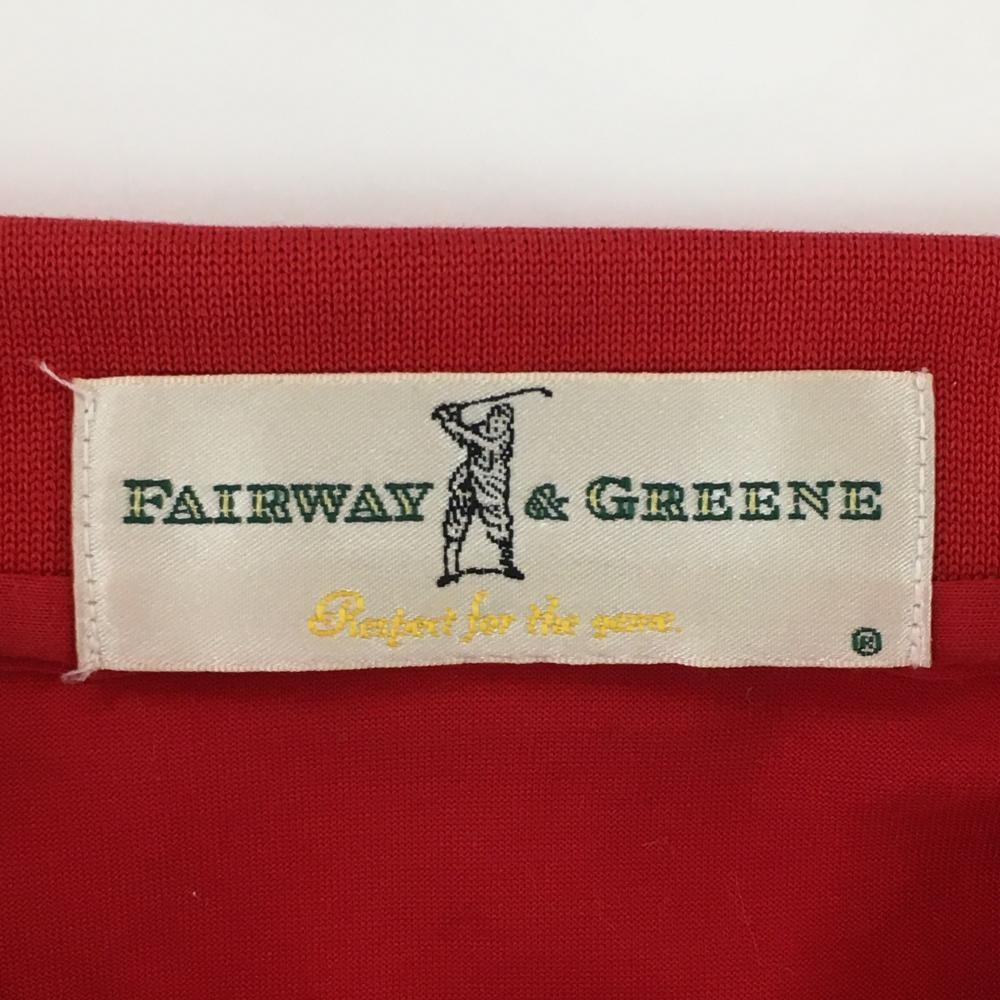 FAIRWAY & GREENE
Respect for the game.
®